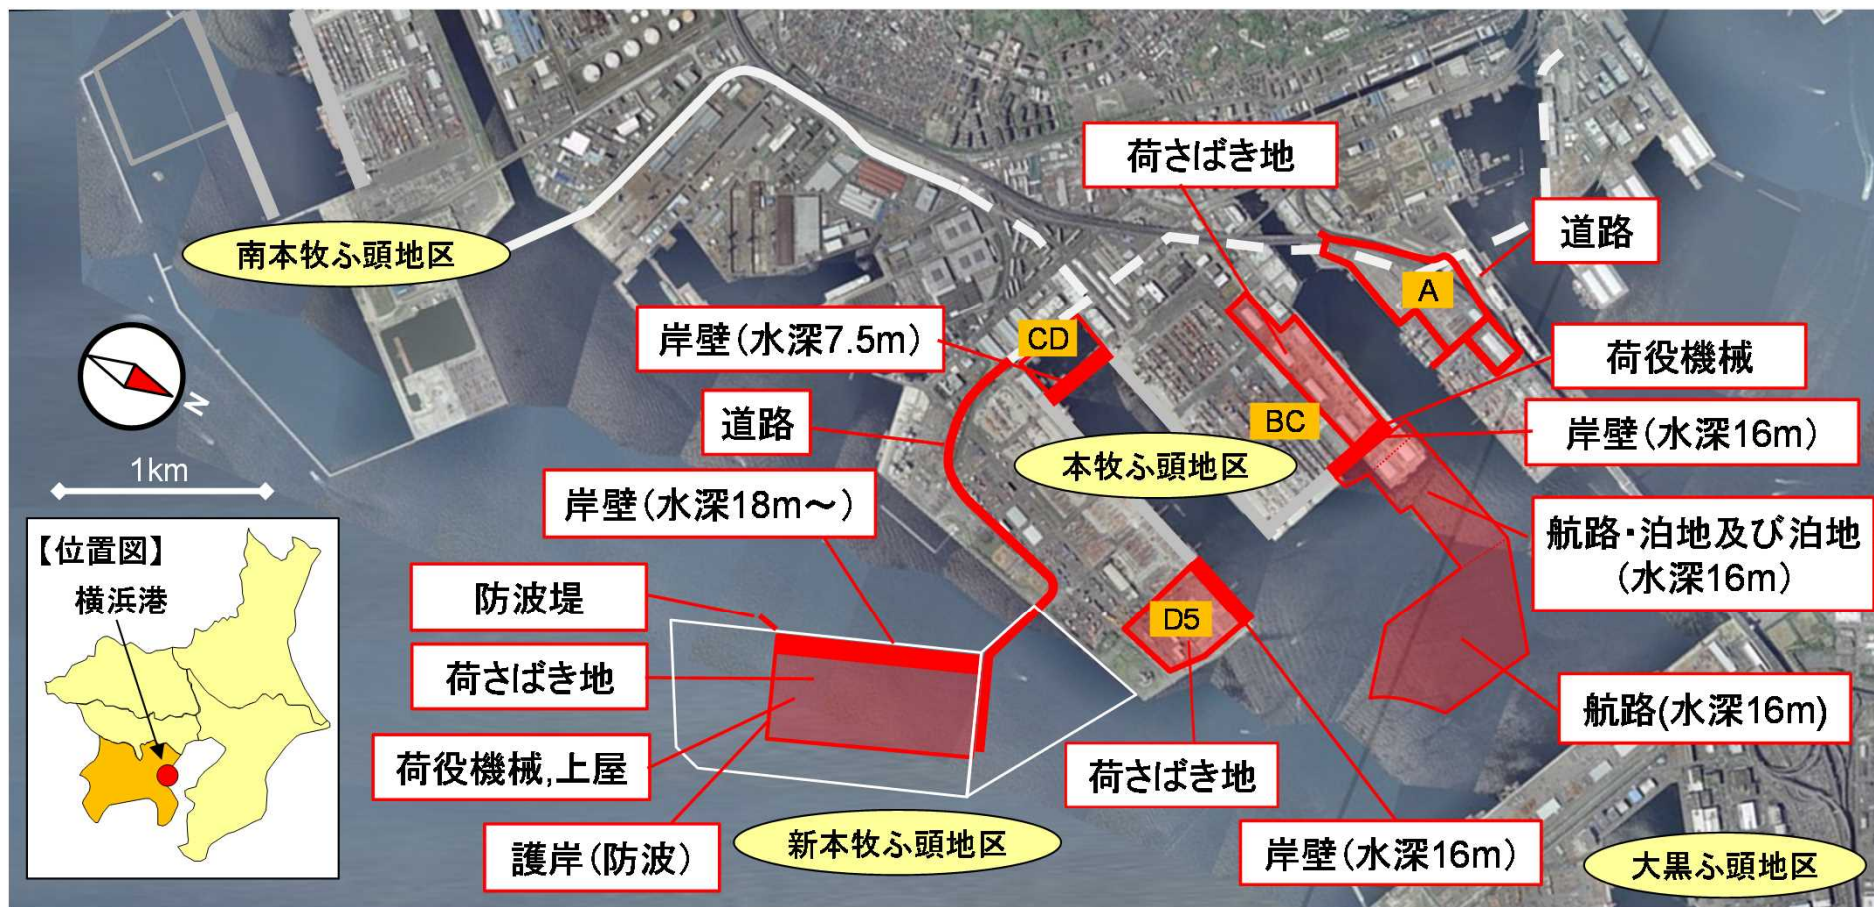 荷さばき地
道路
南本牧ふ頭地区
A
岸壁（水深7.5m）
CD
荷役機械
N
道路
BC
岸壁（水深16m）
1km
本牧ふ頭地区
岸壁（水深18m～）
航路・泊地及び泊地
（水深16m）
【位置図】
横浜港
防波堤
D5
荷さばき地
航路(水深16m)
荷役機械,上屋
荷さばき地
護岸（防波）
新本牧ふ頭地区
岸壁（水深16m）
大黒ふ頭地区